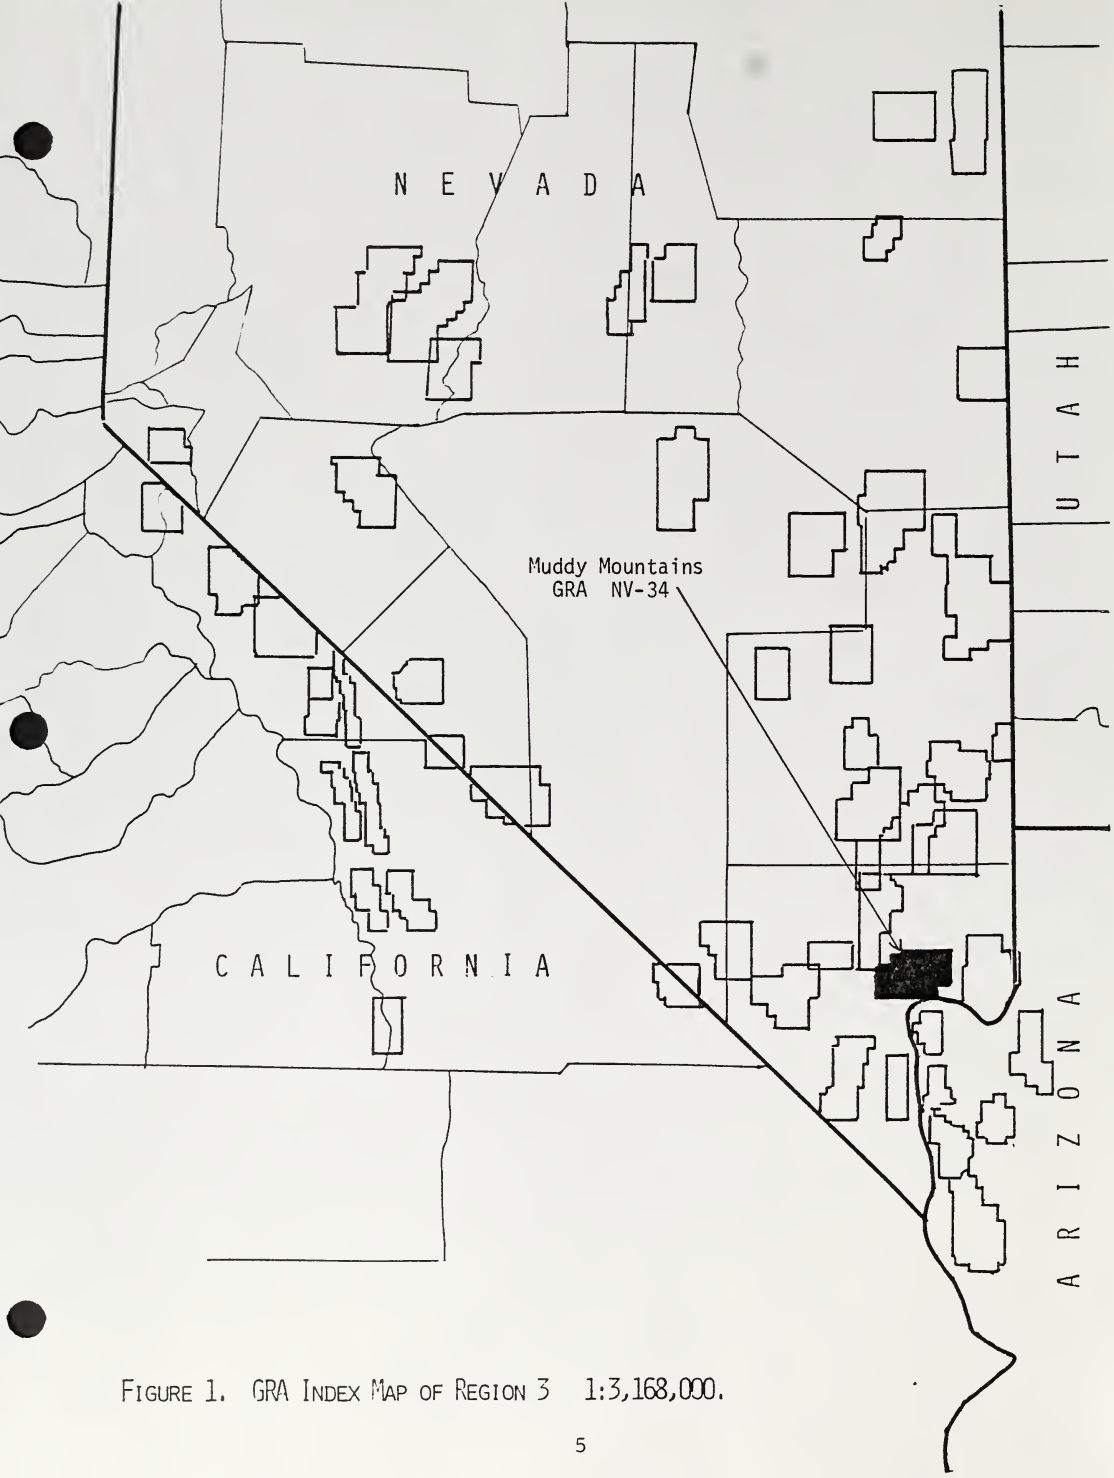 N E V A D A
U T A H
Muddy Mountains
GRA NV-34
C A L I F O R N I A
A R I Z O N A
FIGURE 1. GRA INDEX MAP OF REGION 3 1:3,168,000.
5